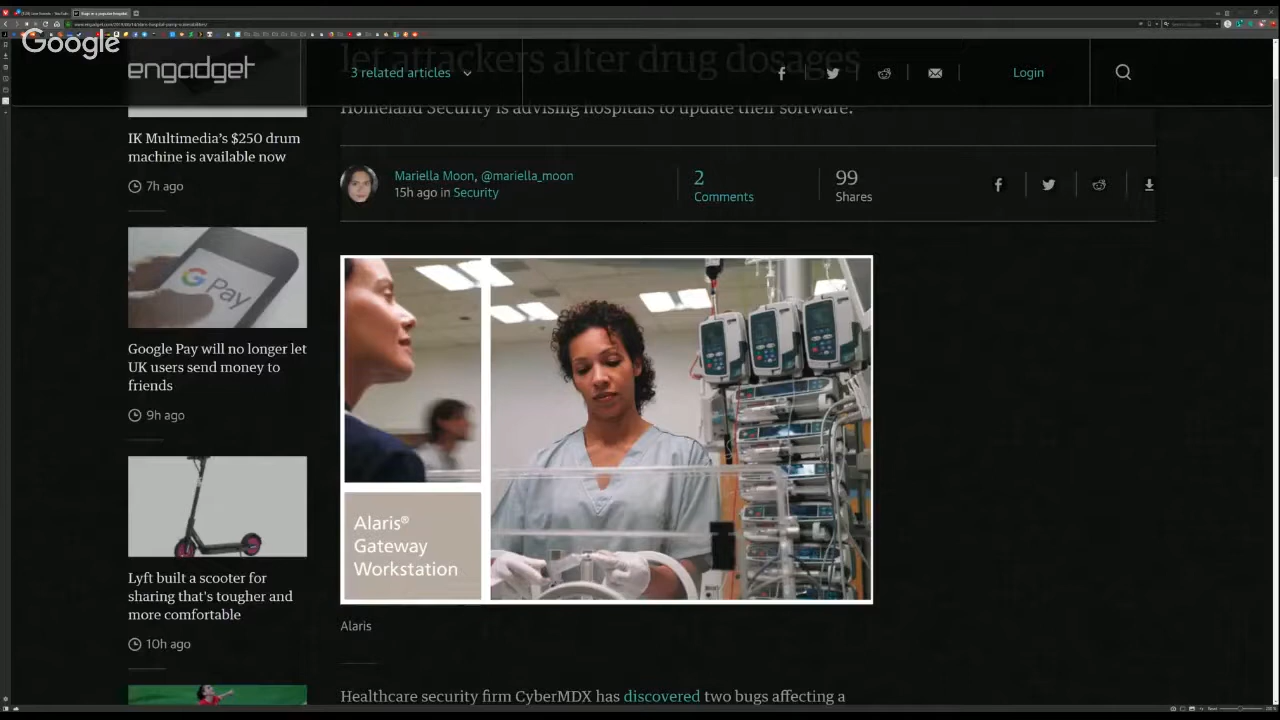 Google
let attackers alter drug dosages
engadget
3 related articles
Login
Homeland Security is advising hospitals to update their software.
IK Multimedia's $250 drum
machine is available now
7h ago
Mariella Moon, @mariella_moon
15h ago in Security
2
Comments
99
Shares
G Pay
Google Pay will no longer let
UK users send money to
friends
9h ago
Alaris®
Gateway
Workstation
Lyft built a scooter for
sharing that's tougher and
more comfortable
10h ago
Alaris
Healthcare security firm CyberMDX has discovered two bugs affecting a